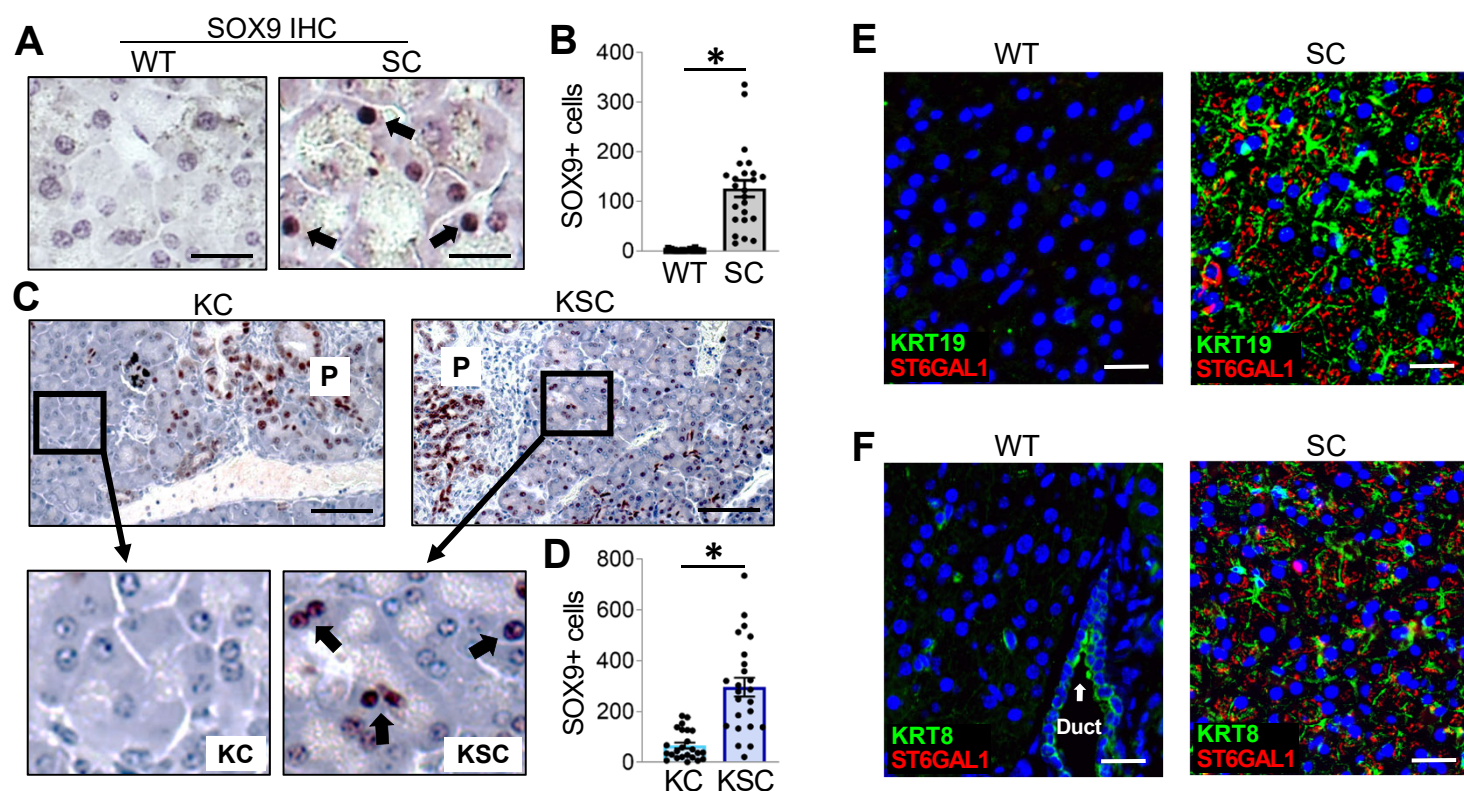 A
SOX9 IHC
WT
SC
B
SOX9+ cells
400
300
200
100
0
*
WT
SC
C
KC
KSC
P
P
KC
KSC
D
SOX9+ cells
800
600
400
200
0
*
KC
KSC
E
WT
SC
KRT19
ST6GAL1
KRT19
ST6GAL1
F
WT
SC
Duct
KRT8
ST6GAL1
KRT8
ST6GAL1